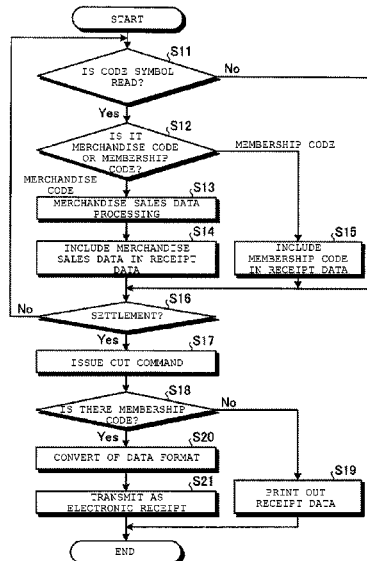 START
S11
IS CODE SYMBOL
READ?
No
Yes
S12
IS IT
MERCHANDISE CODE
OR MEMBERSHIP
CODE?
MEMBERSHIP CODE
MERCHANDISE
CODE
S13
MERCHANDISE SALES DATA
PROCESSING
S14
INCLUDE MERCHANDISE
SALES DATA IN RECEIPT
DATA
S15
INCLUDE
MEMBERSHIP CODE
IN RECEIPT DATA
S16
SETTLEMENT?
No
Yes
S17
ISSUE CUT COMMAND
S18
IS THERE MEMBERSHIP
CODE?
No
Yes
S20
CONVERT OF DATA FORMAT
S19
PRINT OUT
RECEIPT DATA
S21
TRANSMIT AS
ELECTRONIC RECEIPT
END